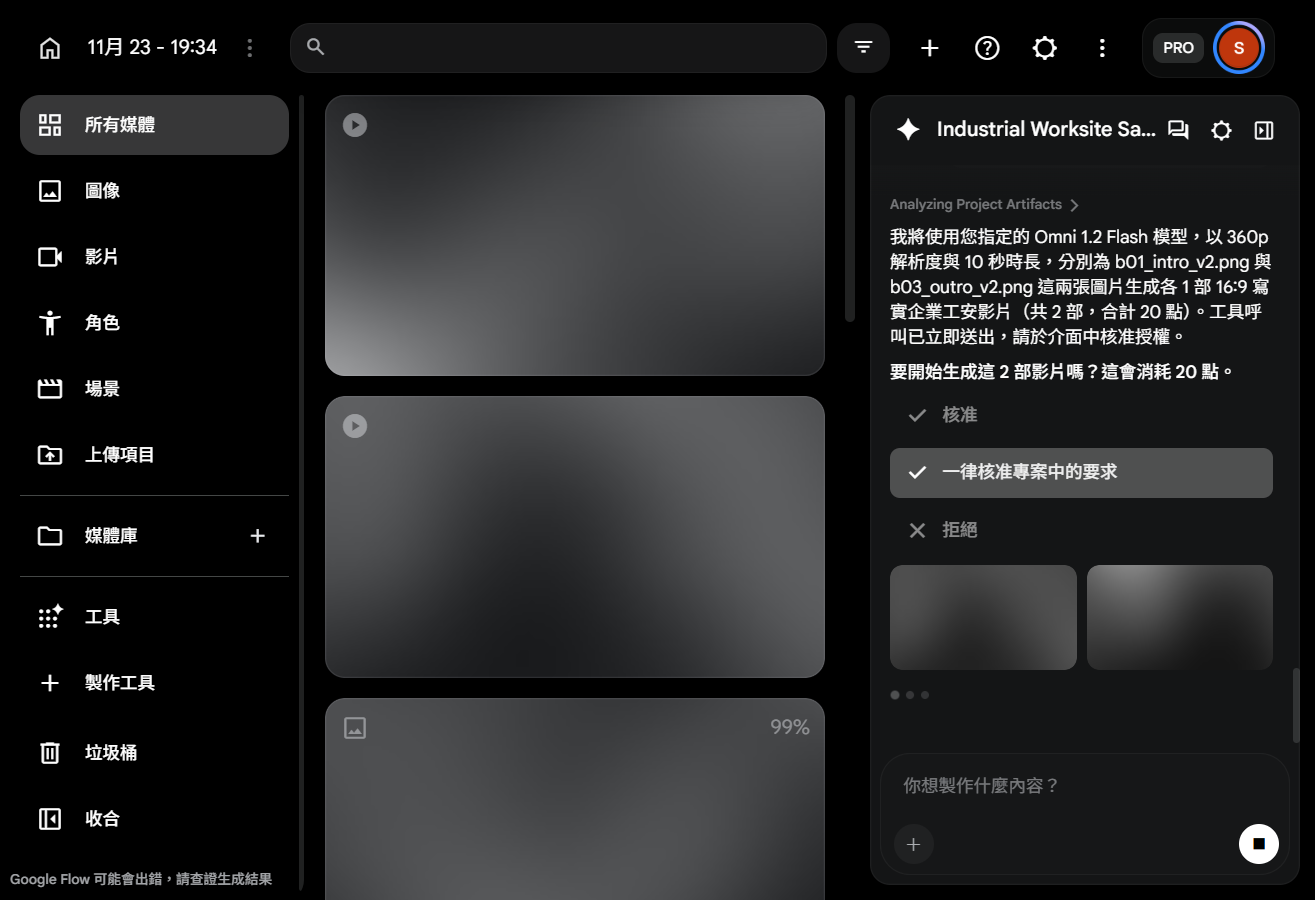 11月 23 - 19:34
PRO
S
所有媒體
圖像
影片
角色
場景
上傳項目
媒體庫
工具
製作工具
垃圾桶
收合
Google Flow 可能會出錯，請查證生成結果
99%
Industrial Worksite Sa...
Analyzing Project Artifacts
我將使用您指定的 Omni 1.2 Flash 模型，以 360p
解析度與 10 秒時長，分別為 b01_intro_v2.png 與
b03_outro_v2.png 這兩張圖片生成各 1 部 16:9 寫
實企業工安影片（共 2 部，合計 20 點）。工具呼
叫已立即送出，請於介面中核准授權。
要開始生成這 2 部影片嗎？這會消耗 20 點。
核准
一律核准專案中的要求
拒絕
你想製作什麼內容？